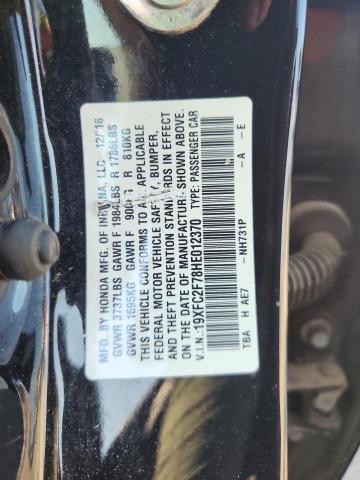 MFD. BY HONDA MFG. OF INDIANA, LLC 12/16
GVWR 3737LBS GAWR F 1984LBS R 1786LBS
GVWR 1695KG GAWR F 900KG R 810KG
THIS VEHICLE CONFORMS TO ALL APPLICABLE
FEDERAL MOTOR VEHICLE SAFETY, BUMPER,
AND THEFT PREVENTION STANDARDS IN EFFECT
ON THE DATE OF MANUFACTURE SHOWN ABOVE.
V.I.N.: 19XFC2F78HE012370 TYPE: PASSENGER CAR
TBA H AE7 -NH731P -A -E